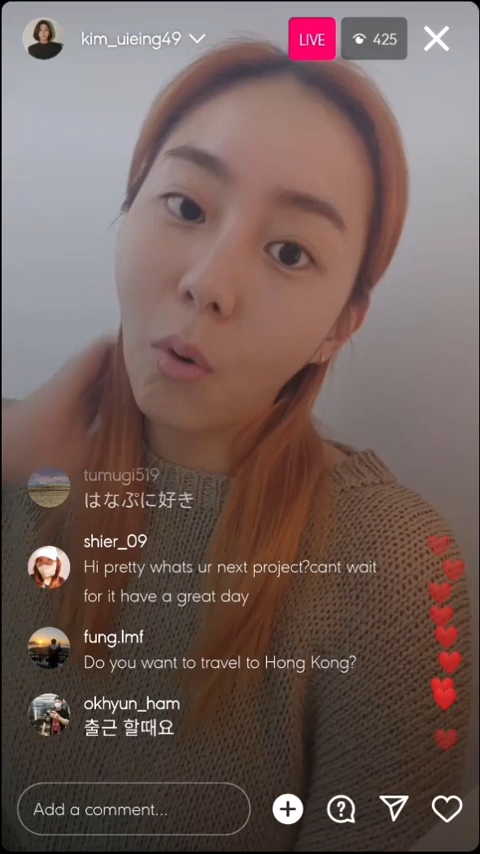 kim_uieing49
LIVE
425
tumugi519
はなぷに好き
shier_09
Hi pretty whats ur next project?cant wait
for it have a great day
fung.lmf
Do you want to travel to Hong Kong?
okhyun_ham
출근 할때요
Add a comment...